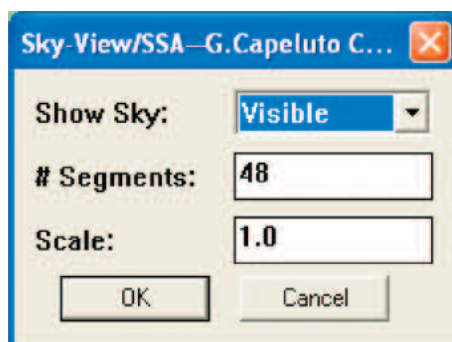 Sky-View/SSA—G.Capeluto C...
Show Sky: Visible
# Segments: 48
Scale: 1.0
OK Cancel